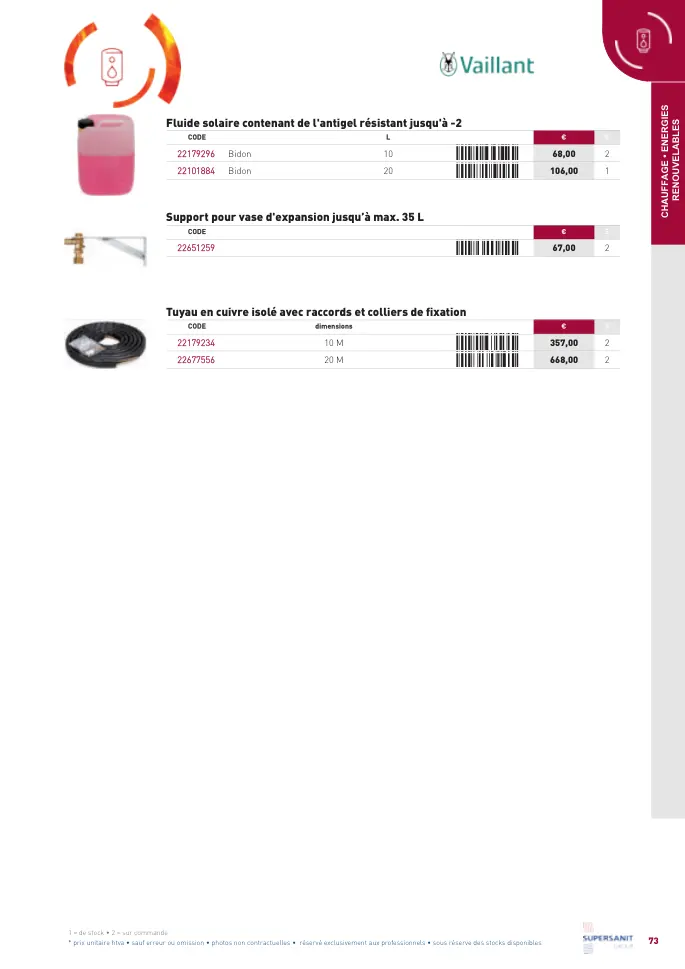 Vaillant
CHAUFFAGE • ENERGIES
RENOUVELABLES
Fluide solaire contenant de l'antigel résistant jusqu'à -2
CODE L €
22179296 Bidon 10 68,00 2
22101884 Bidon 20 106,00 1
Support pour vase d'expansion jusqu'à max. 35 L
CODE €
22651259 67,00 2
Tuyau en cuivre isolé avec raccords et colliers de fixation
CODE dimensions €
22179234 10 M 357,00 2
22677556 20 M 668,00 2
1 = de stock • 2 = sur commande
* prix unitaire htva • sauf erreur ou omission • photos non contractuelles • réservé exclusivement aux professionnels • sous réserve des stocks disponibles
SUPERSANIT
GROUP
73